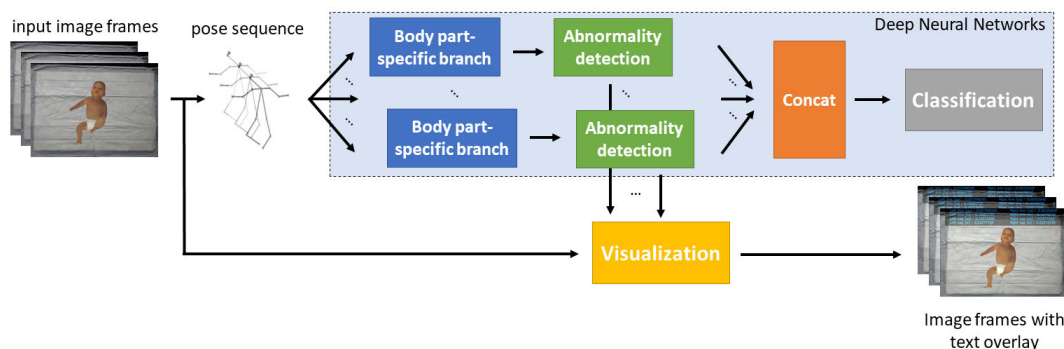 input image frames
pose sequence
Deep Neural Networks
Body part-
specific branch
Abnormality
detection
...
...
...
...
Body part-
specific branch
Abnormality
detection
...
...
...
...
Concat
Classification
...
Visualization
Image frames with
text overlay